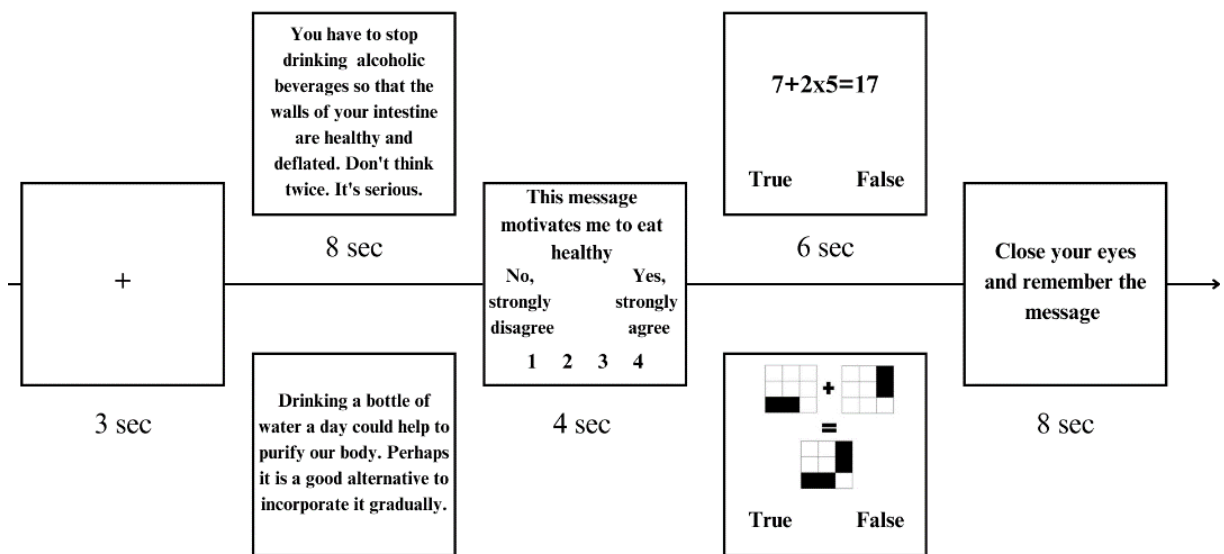 +
3 sec
You have to stop
drinking alcoholic
beverages so that the
walls of your intestine
are healthy and
deflated. Don't think
twice. It's serious.
8 sec
Drinking a bottle of
water a day could help to
purify our body. Perhaps
it is a good alternative to
incorporate it gradually.
This message
motivates me to eat
healthy
No,
strongly
disagree
Yes,
strongly
agree
1 2 3 4
4 sec
7+2x5=17
True False
6 sec
+
=
True False
Close your eyes
and remember the
message
8 sec